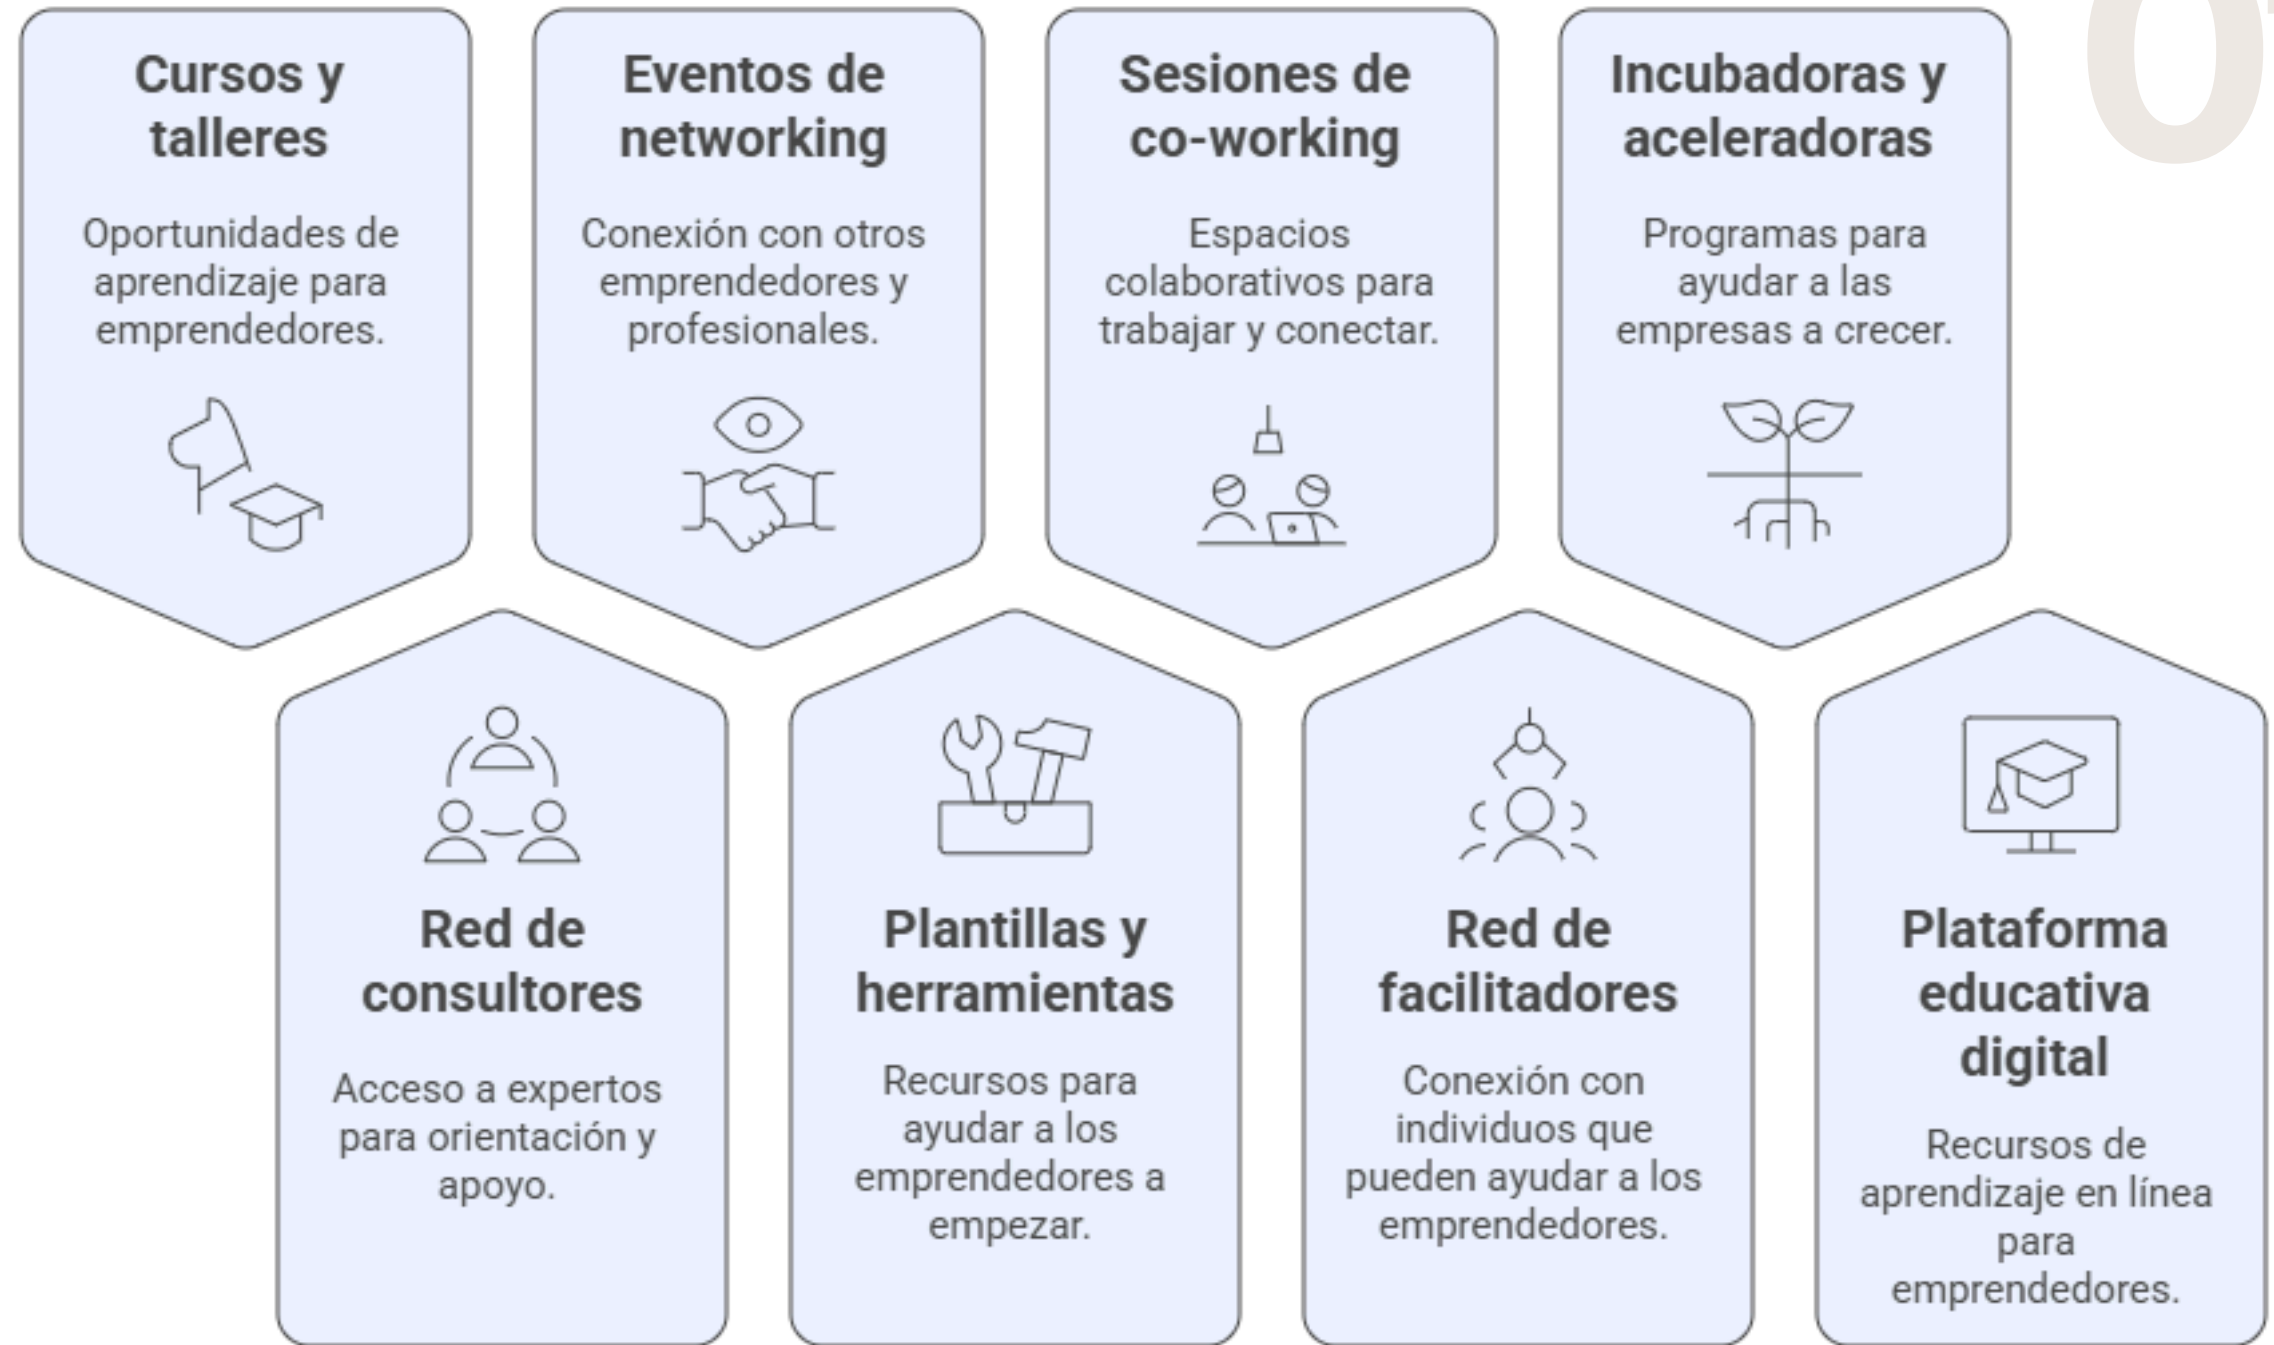 Cursos y
talleres
Oportunidades de
aprendizaje para
emprendedores.
Eventos de
networking
Conexión con otros
emprendedores y
profesionales.
Sesiones de
co-working
Espacios
colaborativos para
trabajar y conectar.
Incubadoras y
aceleradoras
Programas para
ayudar a las
empresas a crecer.
Red de
consultores
Acceso a expertos
para orientación y
apoyo.
Plantillas y
herramientas
Recursos para
ayudar a los
emprendedores a
empezar.
Red de
facilitadores
Conexión con
individuos que
pueden ayudar a los
emprendedores.
Plataforma
educativa
digital
Recursos de
aprendizaje en línea
para
emprendedores.